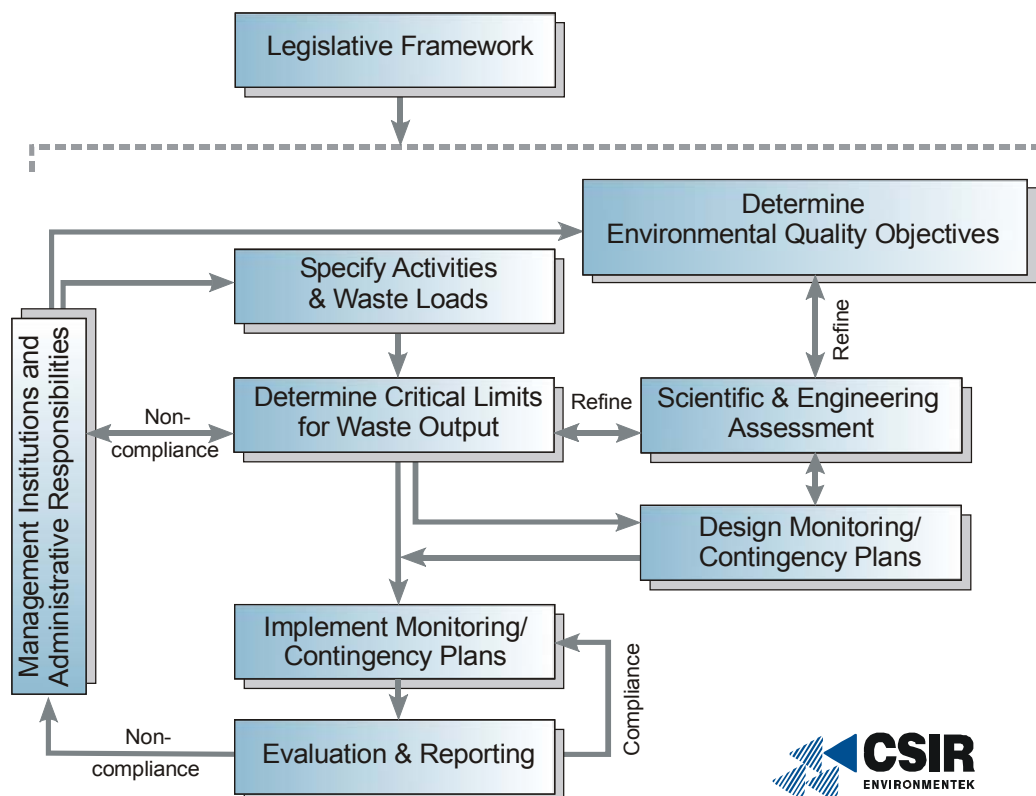 Legislative Framework
Determine
Environmental Quality Objectives
Specify Activities
& Waste Loads
Refine
Management Institutions and
Administrative Responsibilities
Non-
compliance
Determine Critical Limits
for Waste Output
Refine
Scientific & Engineering
Assessment
Design Monitoring/
Contingency Plans
Implement Monitoring/
Contingency Plans
Compliance
Non-
compliance
Evaluation & Reporting
CSIR
ENVIRONMENTEK